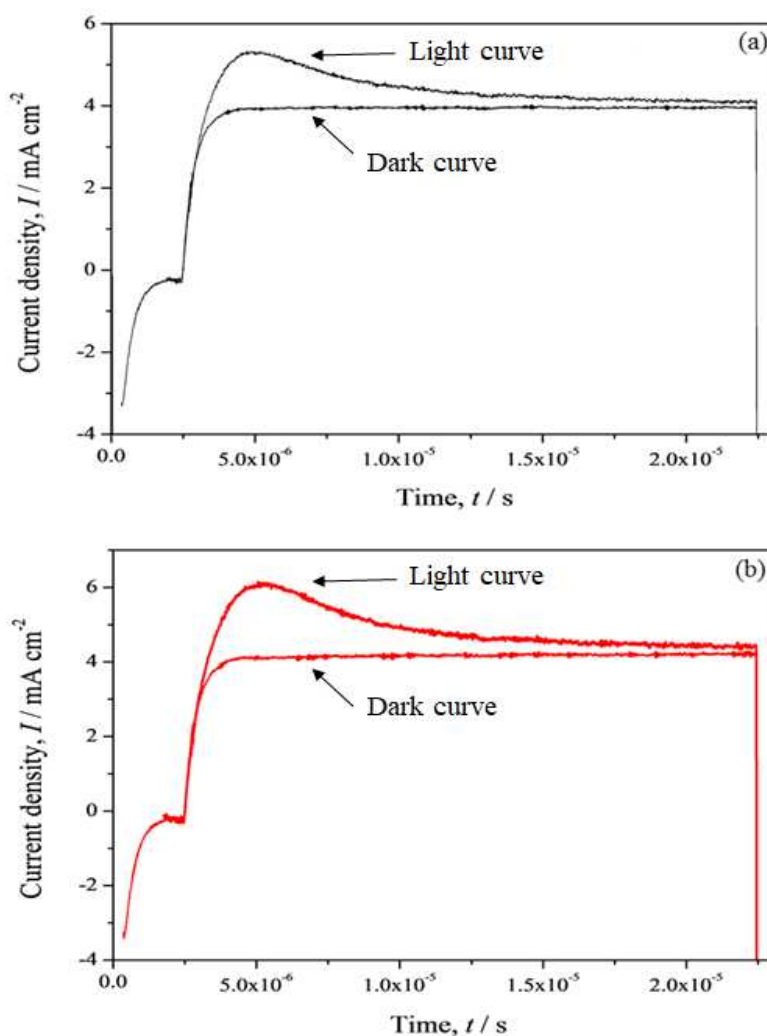 (a)
Light curve
Dark curve
Current density, I / mA cm⁻²
6
4
2
0
-2
-4
0.0
5.0x10⁻⁶
1.0x10⁻⁵
1.5x10⁻⁵
2.0x10⁻⁵
Time, t / s
(b)
Light curve
Dark curve
Current density, I / mA cm⁻²
6
4
2
0
-2
-4
0.0
5.0x10⁻⁶
1.0x10⁻⁵
1.5x10⁻⁵
2.0x10⁻⁵
Time, t / s